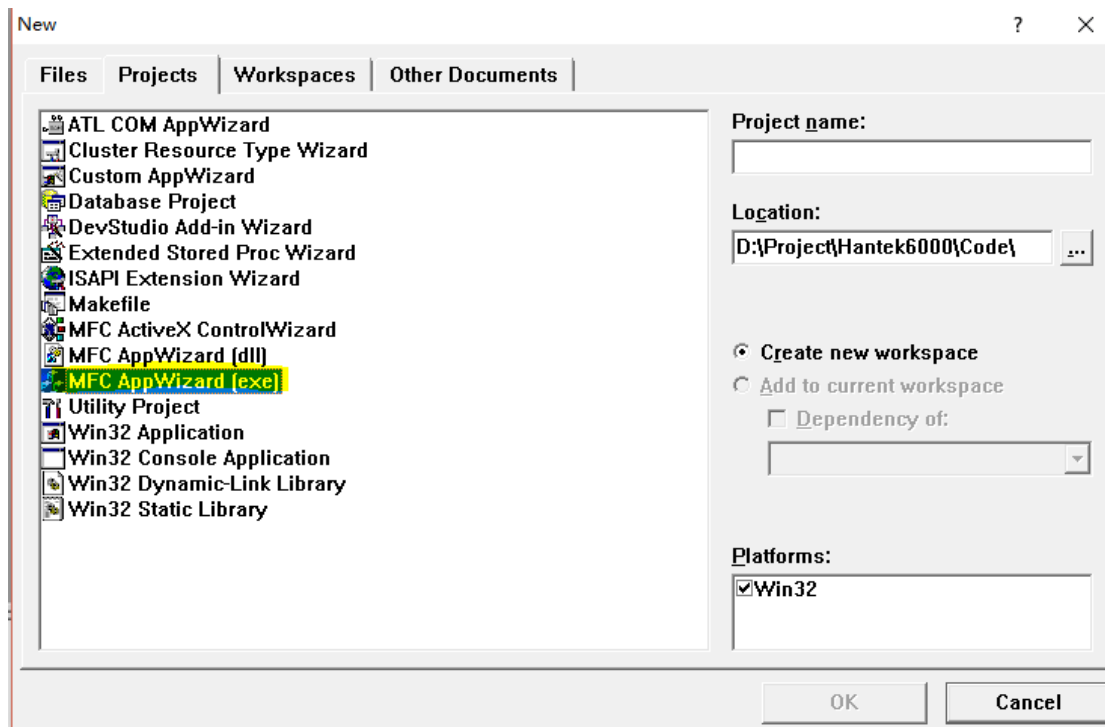 New
?
Files
Projects
Workspaces
Other Documents
ATL COM AppWizard
Cluster Resource Type Wizard
Custom AppWizard
Database Project
DevStudio Add-in Wizard
Extended Stored Proc Wizard
ISAPI Extension Wizard
Makefile
MFC ActiveX ControlWizard
MFC AppWizard (dll)
MFC AppWizard (exe)
Utility Project
Win32 Application
Win32 Console Application
Win32 Dynamic-Link Library
Win32 Static Library
Project name:
Location:
D:\Project\Hantek6000\Code\
...
Create new workspace
Add to current workspace
Dependency of:
Platforms:
Win32
OK
Cancel